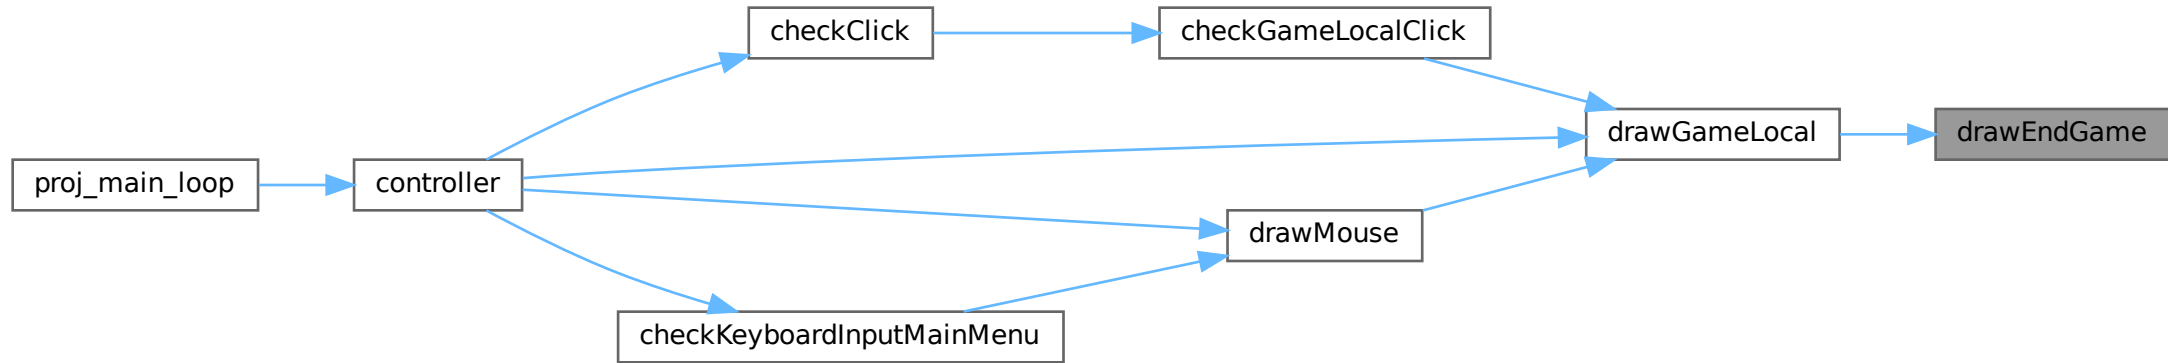 checkClick
checkGameLocalClick
drawGameLocal
drawEndGame
proj_main_loop
controller
drawMouse
checkKeyboardInputMainMenu